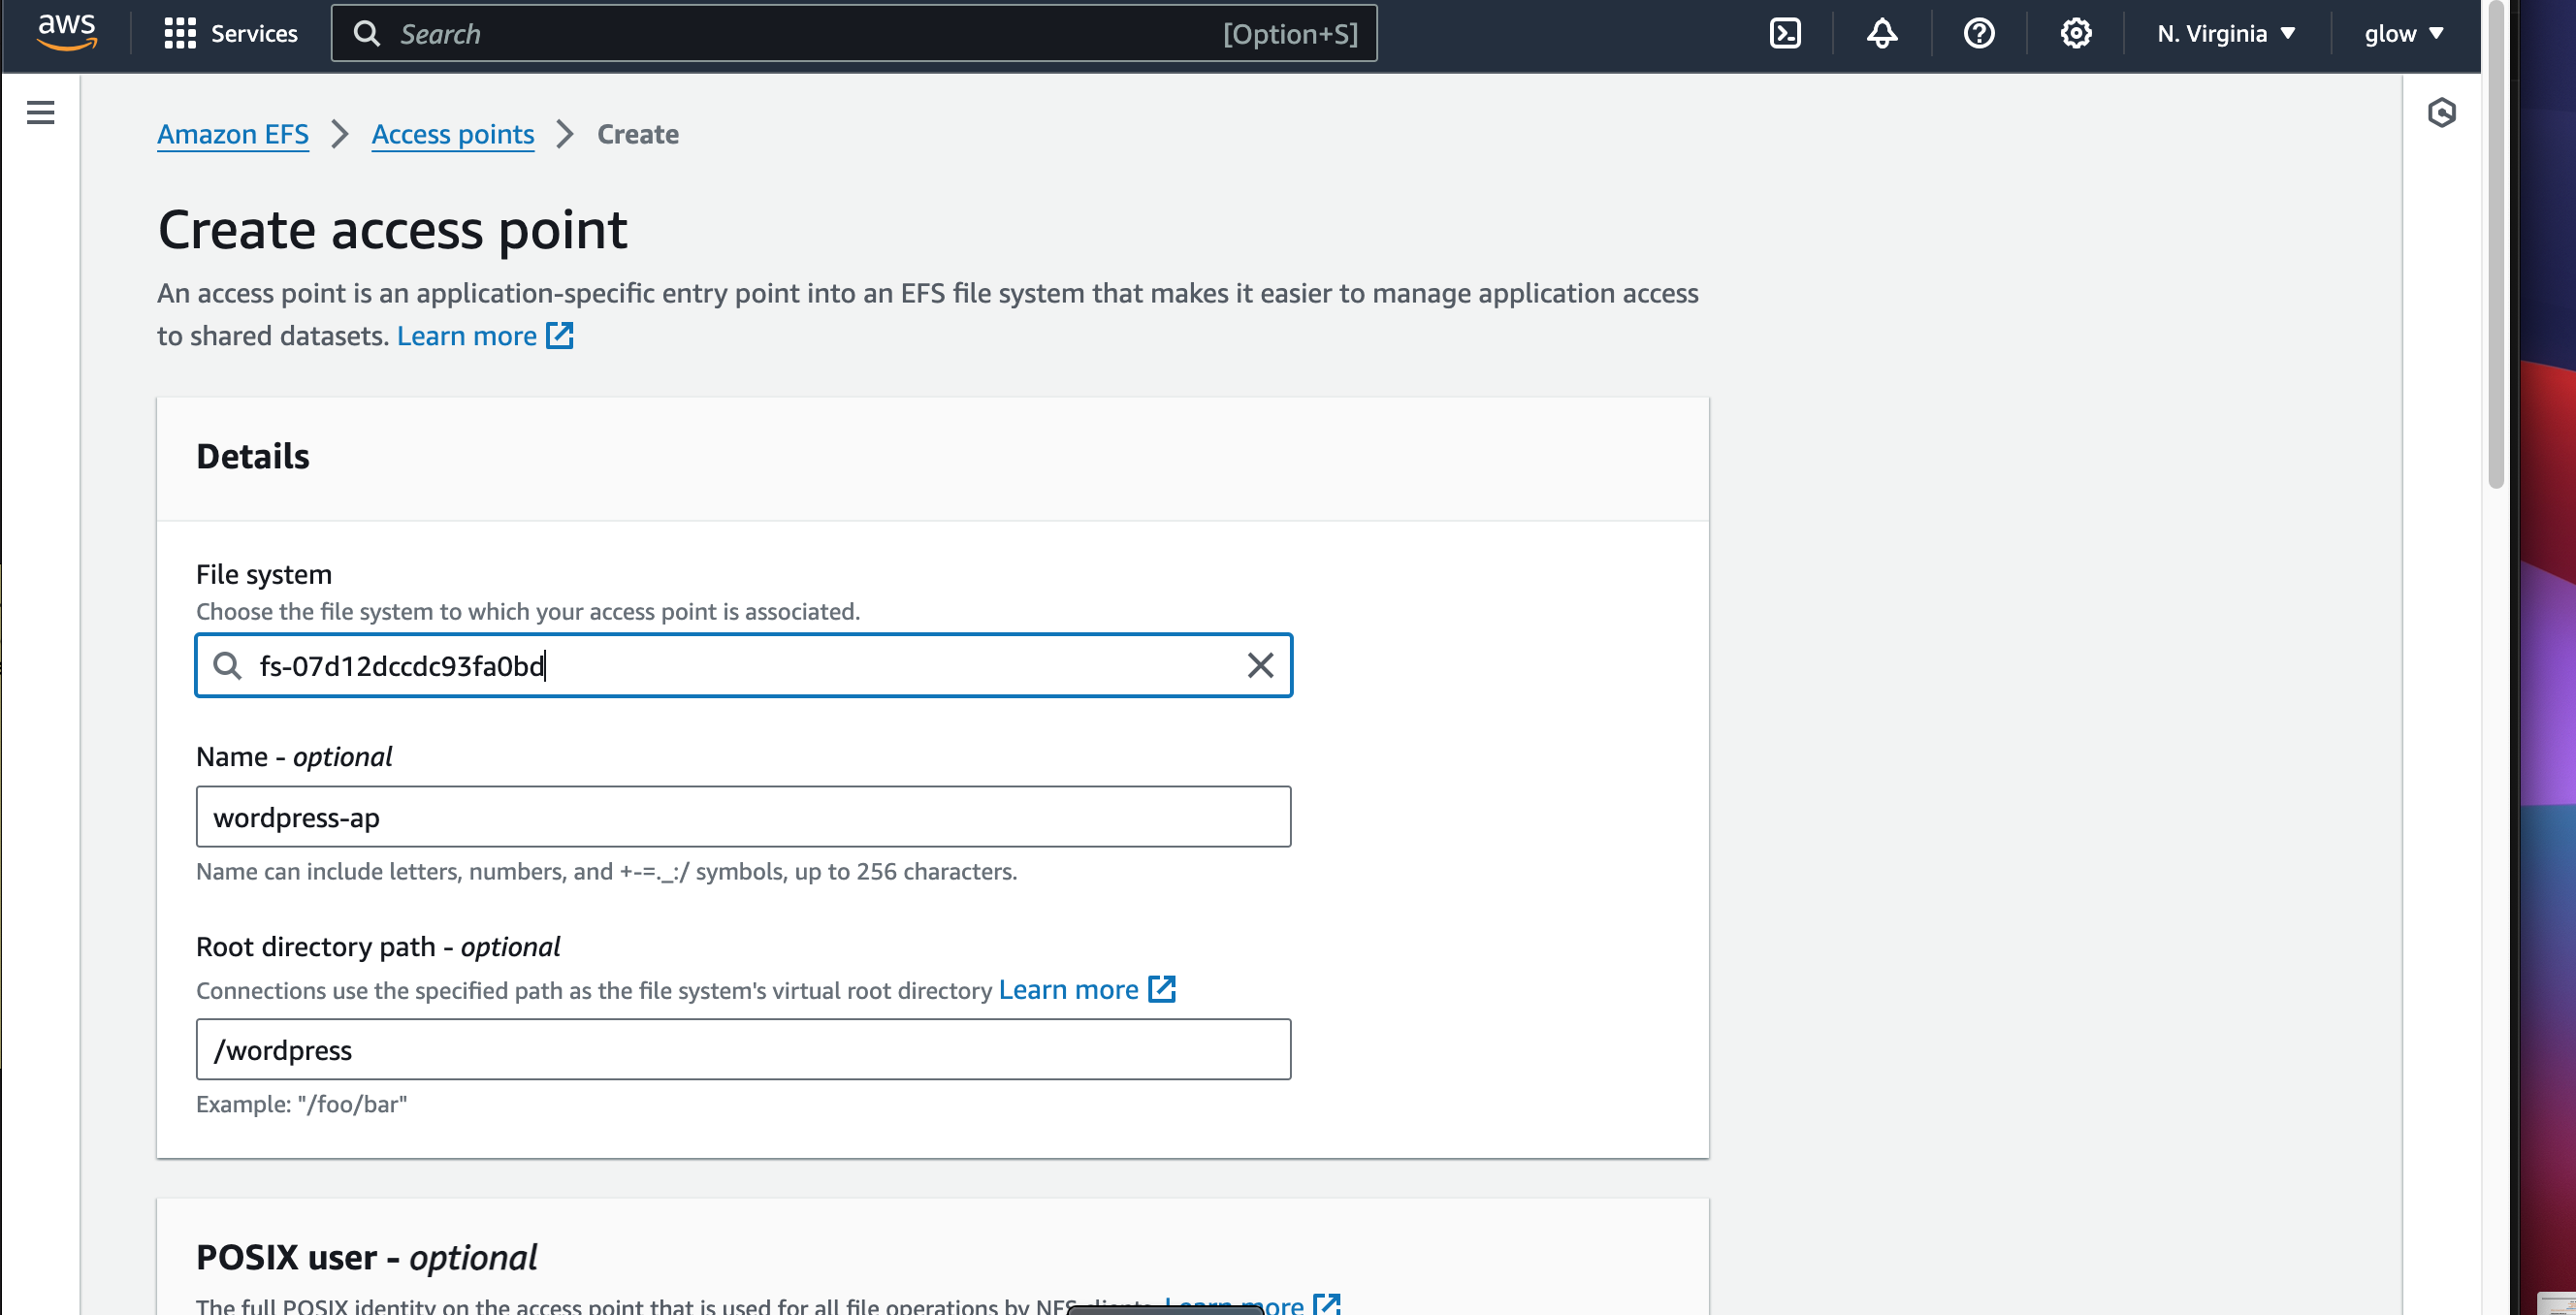 aws Services Search [Option+S] N. Virginia glow
Amazon EFS Access points Create
Create access point
An access point is an application-specific entry point into an EFS file system that makes it easier to manage application access
to shared datasets. Learn more
Details
File system
Choose the file system to which your access point is associated.
fs-07d12dccdc93fa0bd
Name - optional
wordpress-ap
Name can include letters, numbers, and +-=._:/ symbols, up to 256 characters.
Root directory path - optional
Connections use the specified path as the file system's virtual root directory Learn more
/wordpress
Example: "/foo/bar"
POSIX user - optional
The full POSIX identity on the access point that is used for all file operations by NFS clients. Learn more